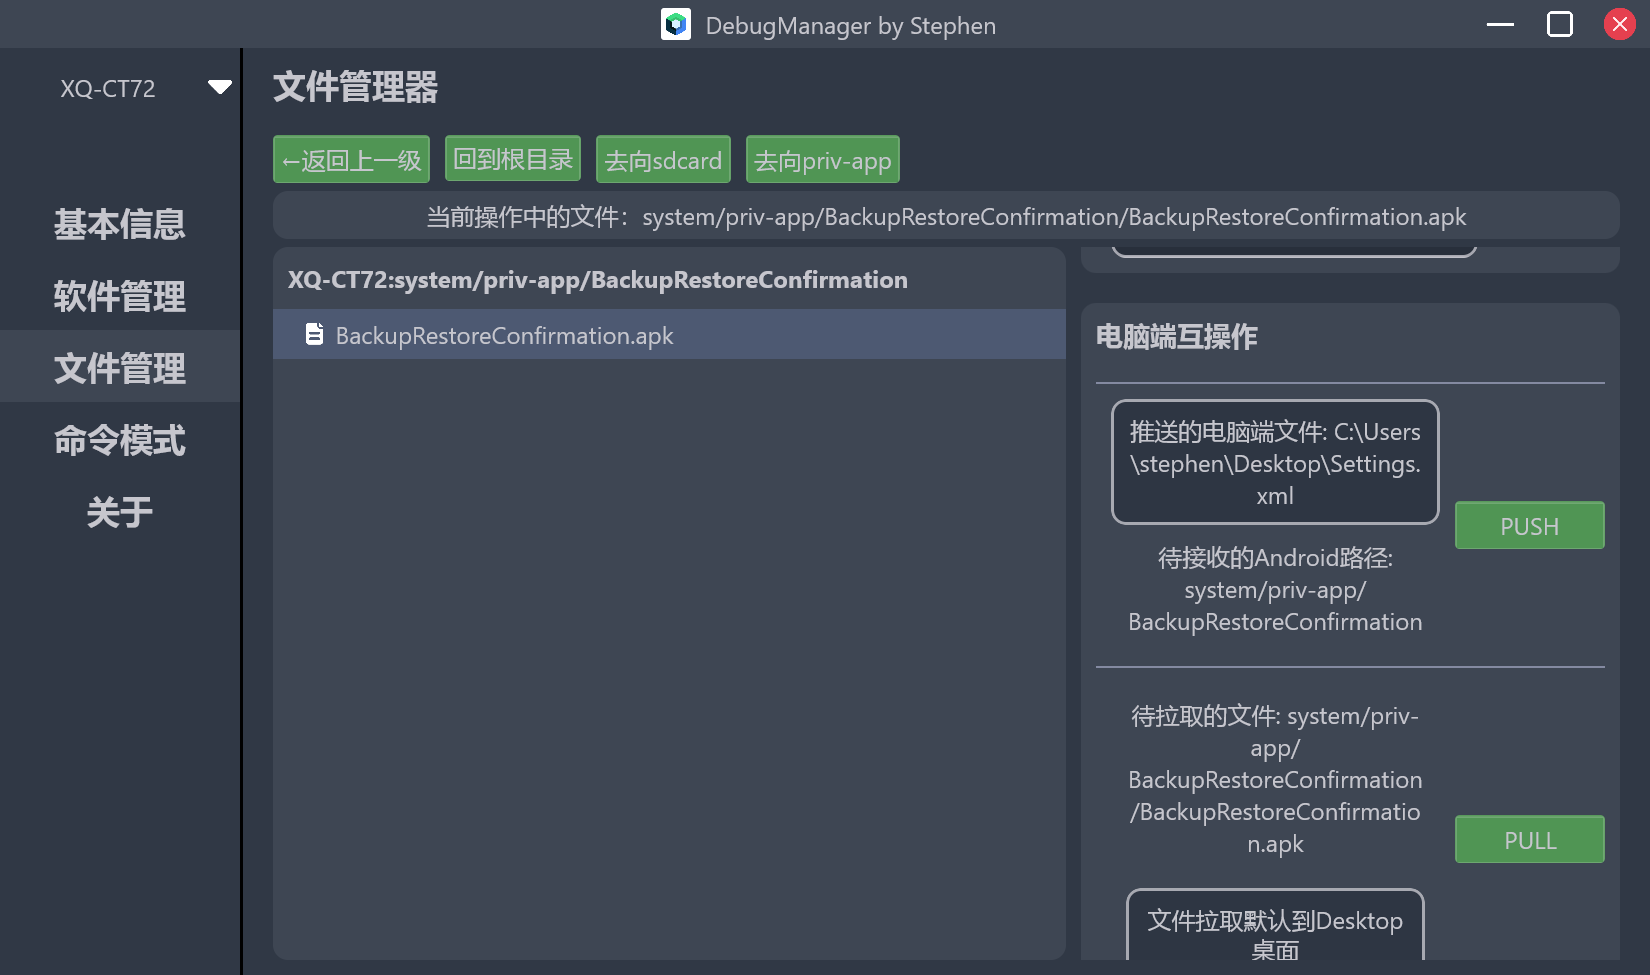 DebugManager by Stephen
XQ-CT72
基本信息
软件管理
文件管理
命令模式
关于
文件管理器
←返回上一级
回到根目录
去向sdcard
去向priv-app
当前操作中的文件：system/priv-app/BackupRestoreConfirmation/BackupRestoreConfirmation.apk
XQ-CT72:system/priv-app/BackupRestoreConfirmation
BackupRestoreConfirmation.apk
电脑端互操作
推送的电脑端文件: C:\Users
\stephen\Desktop\Settings.
xml
PUSH
待接收的Android路径:
system/priv-app/
BackupRestoreConfirmation
待拉取的文件: system/priv-
app/
BackupRestoreConfirmation
/BackupRestoreConfirmatio
n.apk
PULL
文件拉取默认到Desktop
桌面